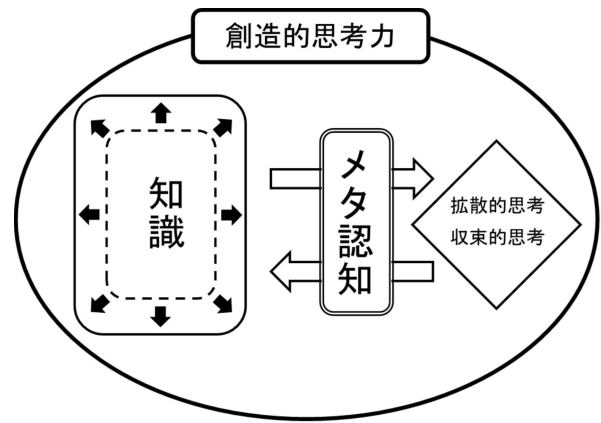 創造的思考力
知識
メタ認知
拡散的思考
収束的思考